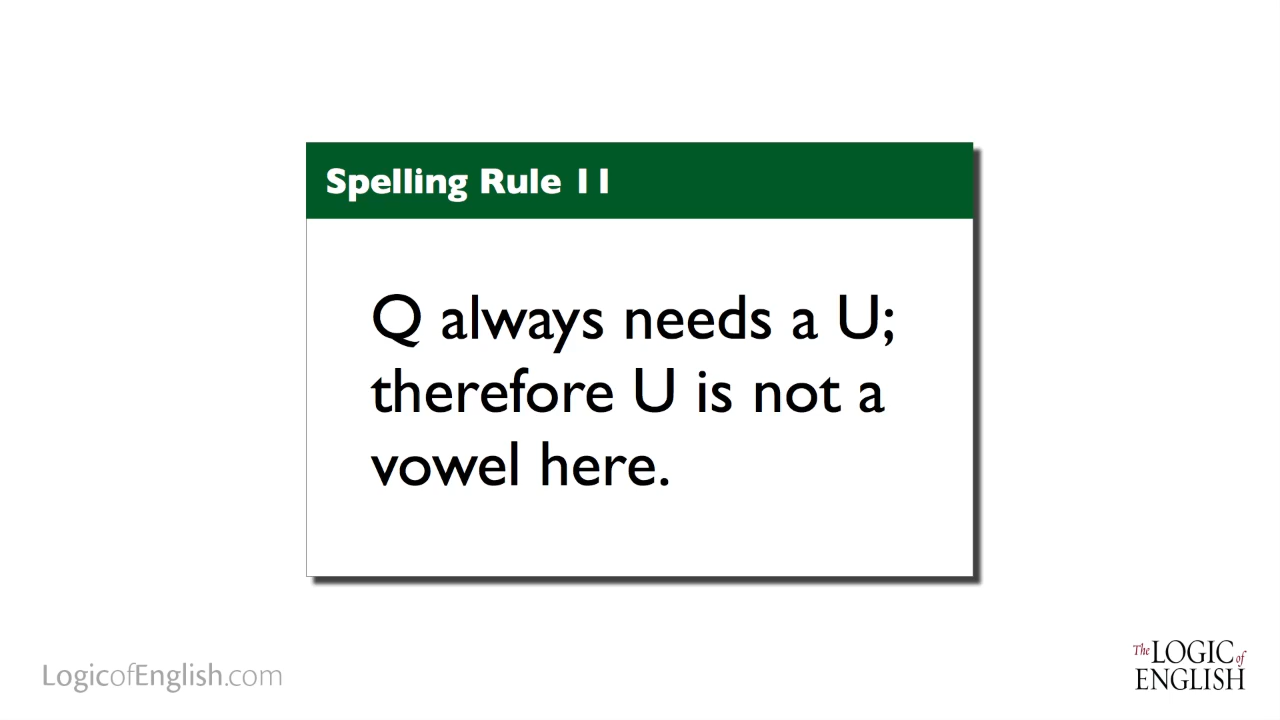 Spelling Rule 11
Q always needs a U;
therefore U is not a
vowel here.
LogicofEnglish.com
The LOGIC of
ENGLISH